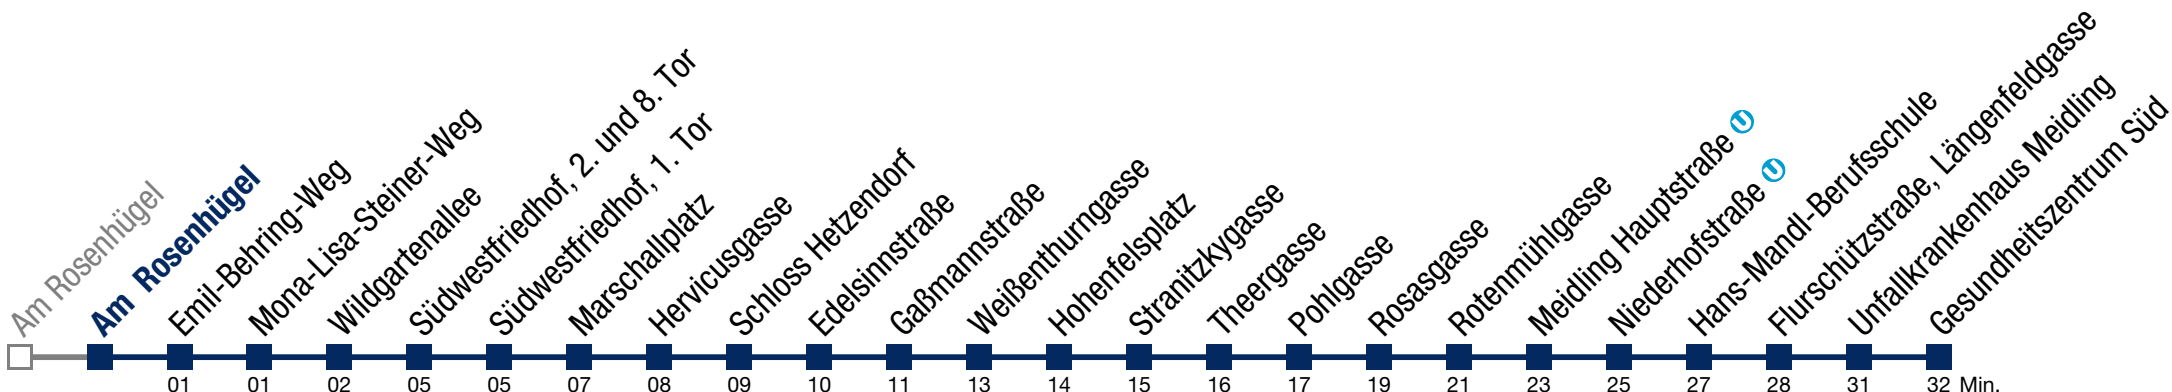 Am Rosenhügel
Am Rosenhügel
Emil-Behring-Weg
Mona-Lisa-Steiner-Weg
Wildgartenallee
Südwestfriedhof, 2. und 8. Tor
Südwestfriedhof, 1. Tor
Marschallplatz
Hervicusgasse
Schloss Hetzendorf
Edelsinnstraße
Gaßmannstraße
Weißenthurngasse
Hohenfelsplatz
Stranitzkygasse
Theergasse
Pohlgasse
Rosasgasse
Rotenmühlgasse
Meidling Hauptstraße U
Niederhofstraße U
Hans-Mandl-Berufsschule
Flurschützstraße, Längenfeldgasse
Unfallkrankenhaus Meidling
Gesundheitszentrum Süd
01 01 02 05 05 07 08 09 10 11 13 14 15 16 17 19 21 23 25 27 28 31 32 Min.